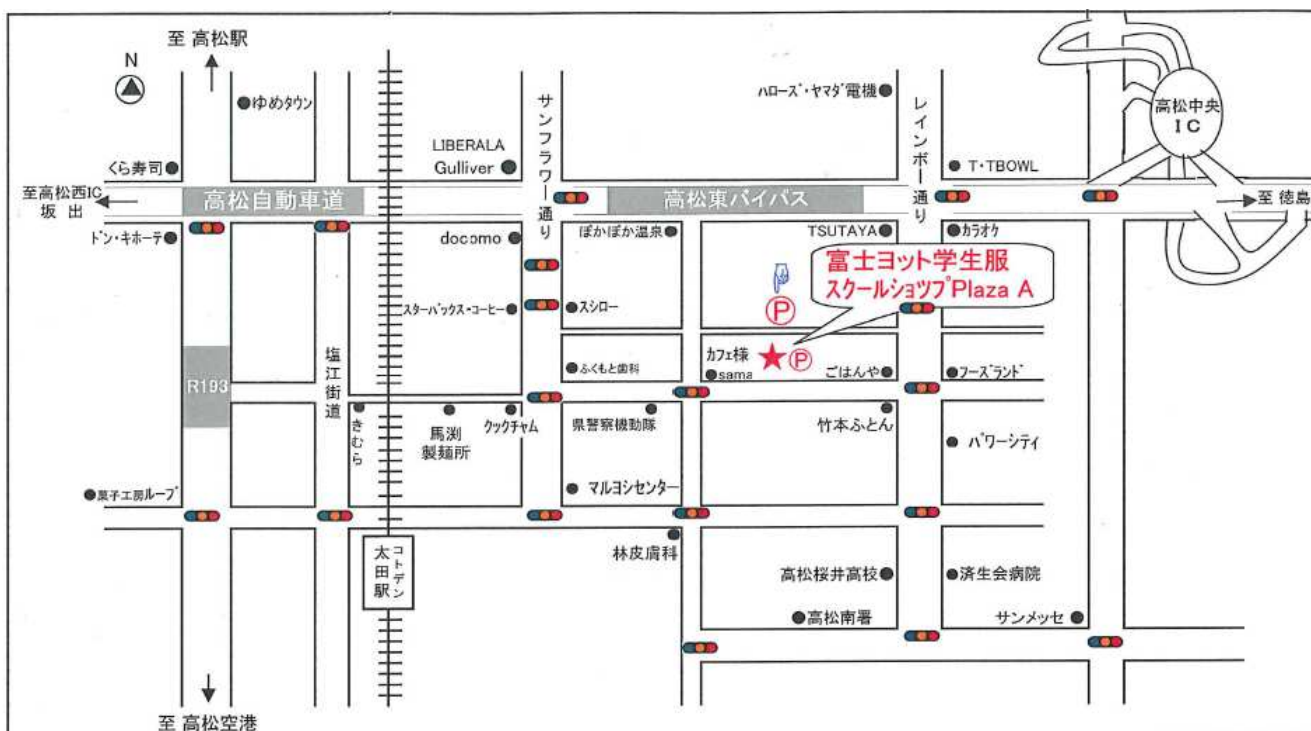 至 高松駅
N
ゆめタウン
くら寿司
LIBERALA
Gulliver
サンフラワー通り
ハローズ・ヤマダ電機
レインボー通り
T・TBOWL
高松中央
IC
至高松西IC
坂 出
高松自動車道
高松東バイパス
至 徳島
ドン・キホーテ
docomo
ぽかぽか温泉
TSUTAYA
カラオケ
富士ヨット学生服
スクールショツプPlaza A
P
スターバックス・コーヒー
スシロー
R193
塩江街道
ふくもと歯科
カフェ様
sama
P
ごはんや
フーズランド
きむら
馬渕
製麺所
クックチャム
県警察機動隊
竹本ふとん
パワーシティ
菓子工房ループ
マルヨシセンター
コトデン
太田駅
林皮膚科
高松桜井高校
済生会病院
高松南署
サンメッセ
至 高松空港